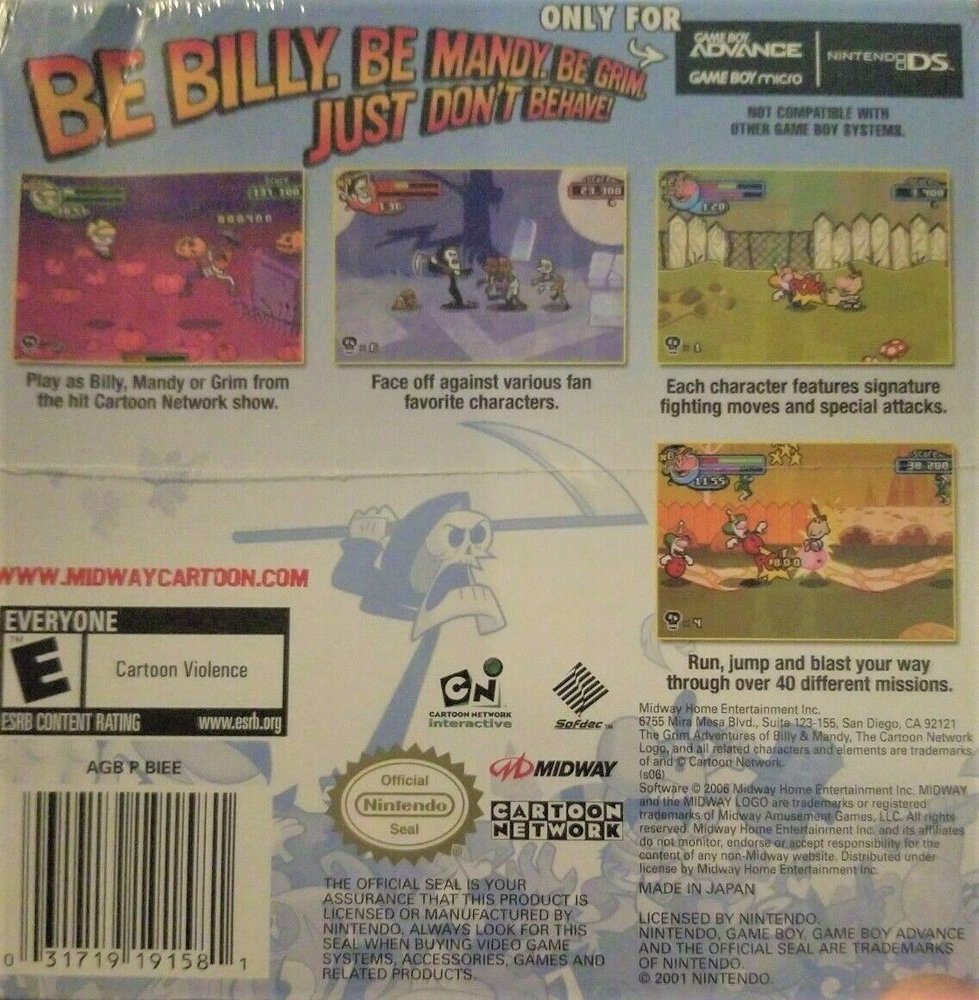 ONLY FOR
BE BILLY. BE MANDY. BE GRIM.
JUST DON'T BEHAVE!
GAME BOY
ADVANCE
GAME BOY micro
NINTENDO DS
NOT COMPATIBLE WITH
OTHER GAME BOY SYSTEMS.
Play as Billy, Mandy or Grim from
the hit Cartoon Network show.
Face off against various fan
favorite characters.
Each character features signature
fighting moves and special attacks.
= 6
= 1
11.55
38,200
800
= 4
Run, jump and blast your way
through over 40 different missions.
WWW.MIDWAYCARTOON.COM
EVERYONE
E
TM
Cartoon Violence
ESRB CONTENT RATING www.esrb.org
AGB P BIEE
0 31719 19158 1
CN
CARTOON NETWORK
interactive
Sofdec TM
MIDWAY
CARTOON
NETWORK
Official
Nintendo
Seal
THE OFFICIAL SEAL IS YOUR
ASSURANCE THAT THIS PRODUCT IS
LICENSED OR MANUFACTURED BY
NINTENDO. ALWAYS LOOK FOR THIS
SEAL WHEN BUYING VIDEO GAME
SYSTEMS, ACCESSORIES, GAMES AND
RELATED PRODUCTS.
Midway Home Entertainment Inc.
6755 Mira Mesa Blvd., Suite 123-155, San Diego, CA 92121
The Grim Adventures of Billy & Mandy, The Cartoon Network
Logo, and all related characters and elements are trademarks
of and © Cartoon Network.
(s06)
Software © 2006 Midway Home Entertainment Inc. MIDWAY
and the MIDWAY LOGO are trademarks or registered
trademarks of Midway Amusement Games, LLC. All rights
reserved. Midway Home Entertainment Inc. and its affiliates
do not monitor, endorse or accept responsibility for the
content of any non-Midway website. Distributed under
license by Midway Home Entertainment Inc.
MADE IN JAPAN
LICENSED BY NINTENDO.
NINTENDO, GAME BOY, GAME BOY ADVANCE
AND THE OFFICIAL SEAL ARE TRADEMARKS
OF NINTENDO.
© 2001 NINTENDO.